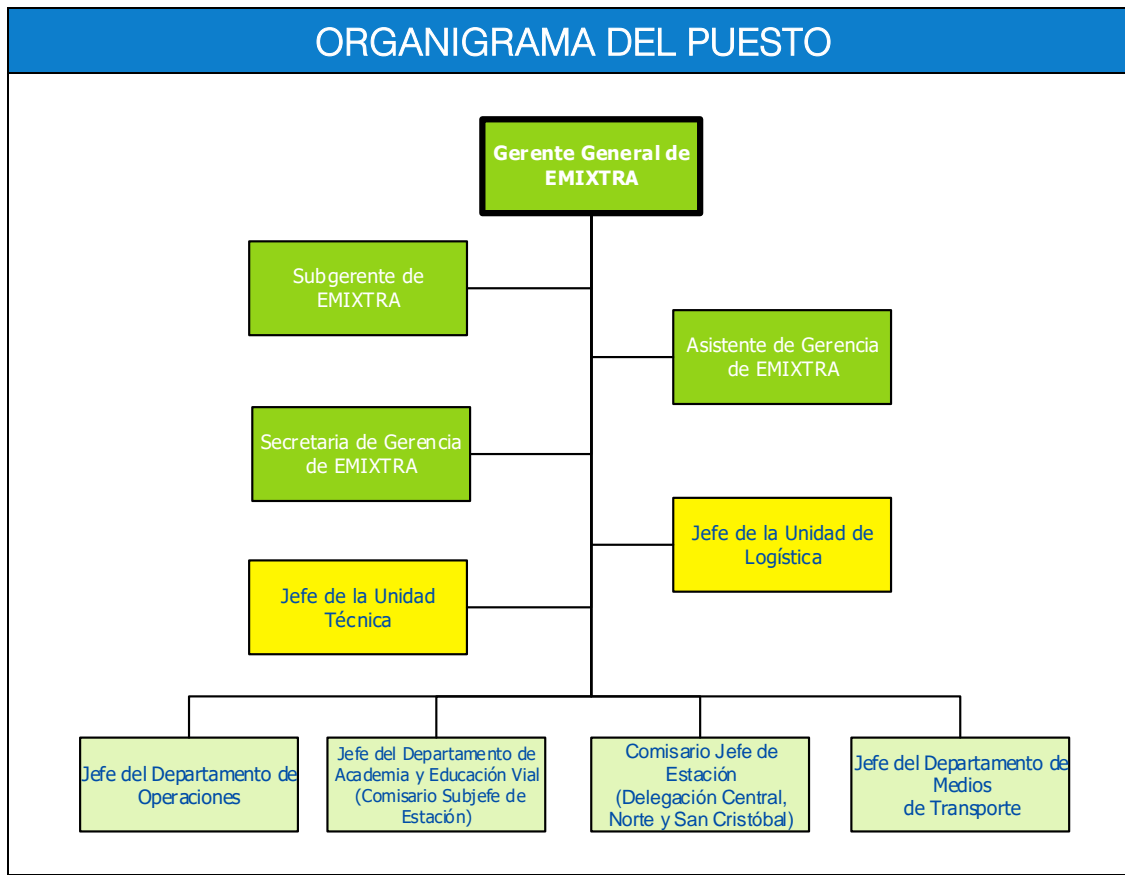 ORGANIGRAMA DEL PUESTO
Gerente General de
EMIXTRA
Subgerente de
EMIXTRA
Asistente de Gerencia
de EMIXTRA
Secretaria de Gerencia
de EMIXTRA
Jefe de la Unidad de
Logística
Jefe de la Unidad
Técnica
Jefe del Departamento de
Operaciones
Jefe del Departamento de
Academia y Educación Vial
(Comisario Subjefe de
Estación)
Comisario Jefe de
Estación
(Delegación Central,
Norte y San Cristóbal)
Jefe del Departamento de
Medios
de Transporte